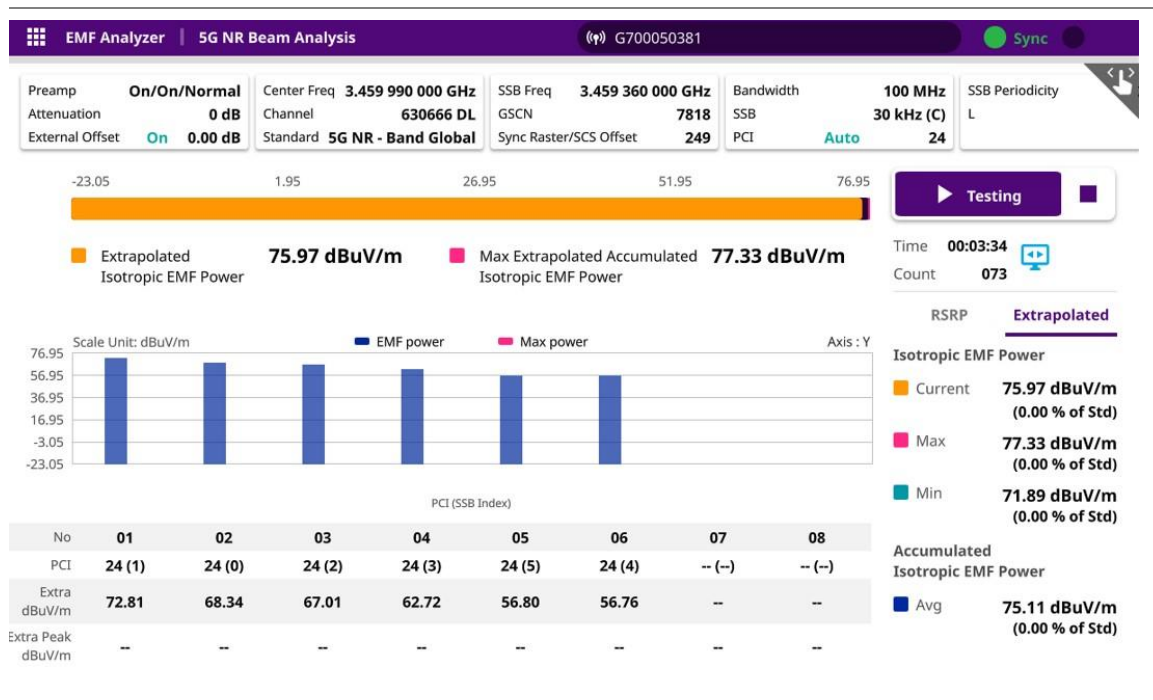 EMF Analyzer | 5G NR Beam Analysis G700050381 Sync
Preamp On/On/Normal Center Freq 3.459 990 000 GHz SSB Freq 3.459 360 000 GHz Bandwidth 100 MHz SSB Periodicity
Attenuation 0 dB Channel 630666 DL GSCN 7818 SSB 30 kHz (C) L
External Offset On 0.00 dB Standard 5G NR - Band Global Sync Raster/SCS Offset 249 PCI Auto 24
-23.05 1.95 26.95 51.95 76.95
Testing
Extrapolated 75.97 dBuV/m Max Extrapolated Accumulated 77.33 dBuV/m
Isotropic EMF Power Isotropic EMF Power
Time 00:03:34
Count 073
RSRP Extrapolated
Scale Unit: dBuV/m EMF power Max power Axis : Y
76.95
56.95
36.95
16.95
-3.05
-23.05
PCI (SSB Index)
No 01 02 03 04 05 06 07 08
PCI 24 (1) 24 (0) 24 (2) 24 (3) 24 (5) 24 (4) -- (--) -- (--)
Extra
dBuV/m 72.81 68.34 67.01 62.72 56.80 56.76 -- --
Extra Peak
dBuV/m -- -- -- -- -- -- -- --
Isotropic EMF Power
Current 75.97 dBuV/m
(0.00 % of Std)
Max 77.33 dBuV/m
(0.00 % of Std)
Min 71.89 dBuV/m
(0.00 % of Std)
Accumulated
Isotropic EMF Power
Avg 75.11 dBuV/m
(0.00 % of Std)